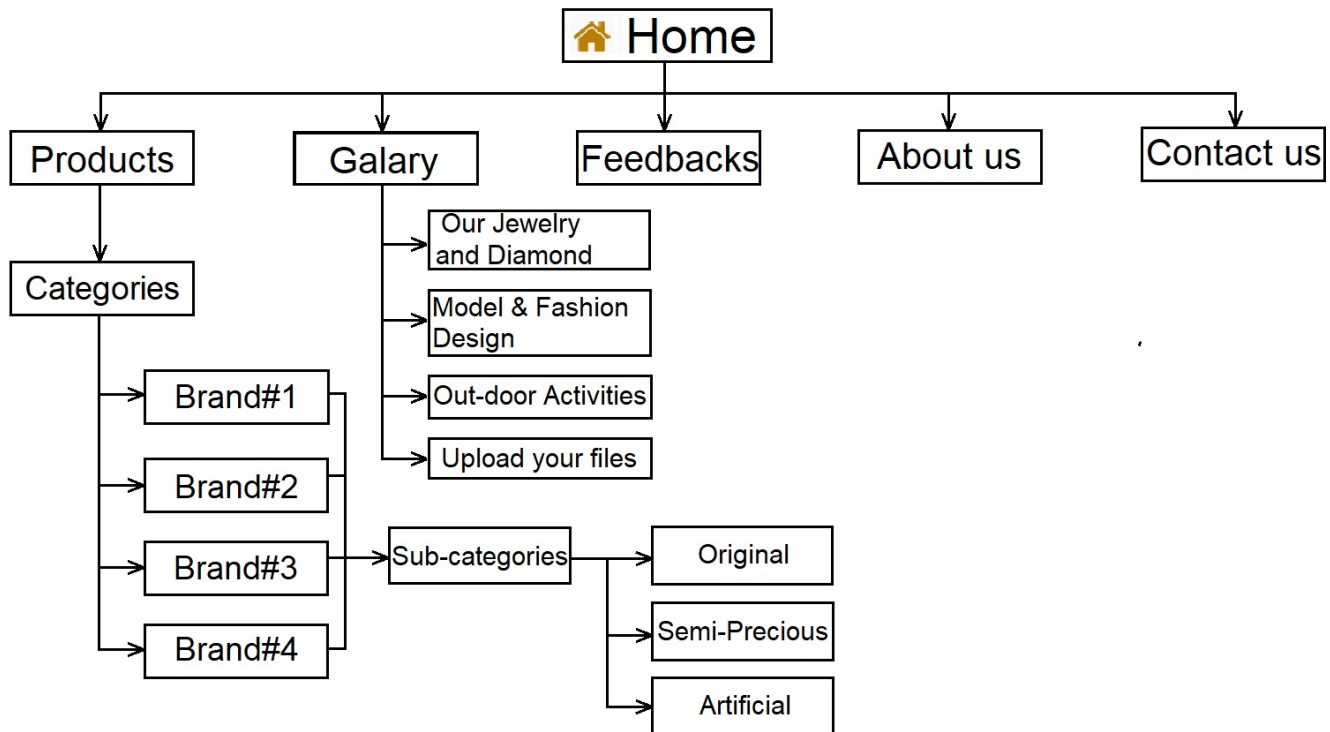 Home
Products
Galary
Feedbacks
About us
Contact us
Our Jewelry
and Diamond
Categories
Model & Fashion
Design
Brand#1
Out-door Activities
Upload your files
Brand#2
Brand#3
Sub-categories
Original
Semi-Precious
Brand#4
Artificial